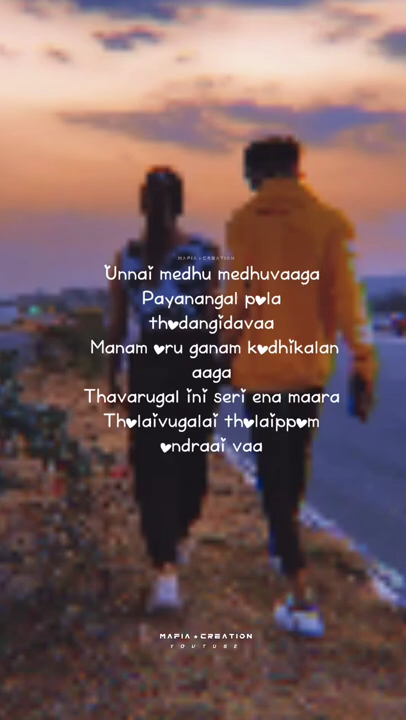 MAFIA★CREATION
Unnai medhu medhuvaaga
Payanangal pola
thodangidavaa
Manam oru ganam kodhikalan
aaga
Thavarugal ini seri ena maara
Tholaivugalai tholaippom
ondraai vaa
MAFIA★CREATION
YOUTUBE